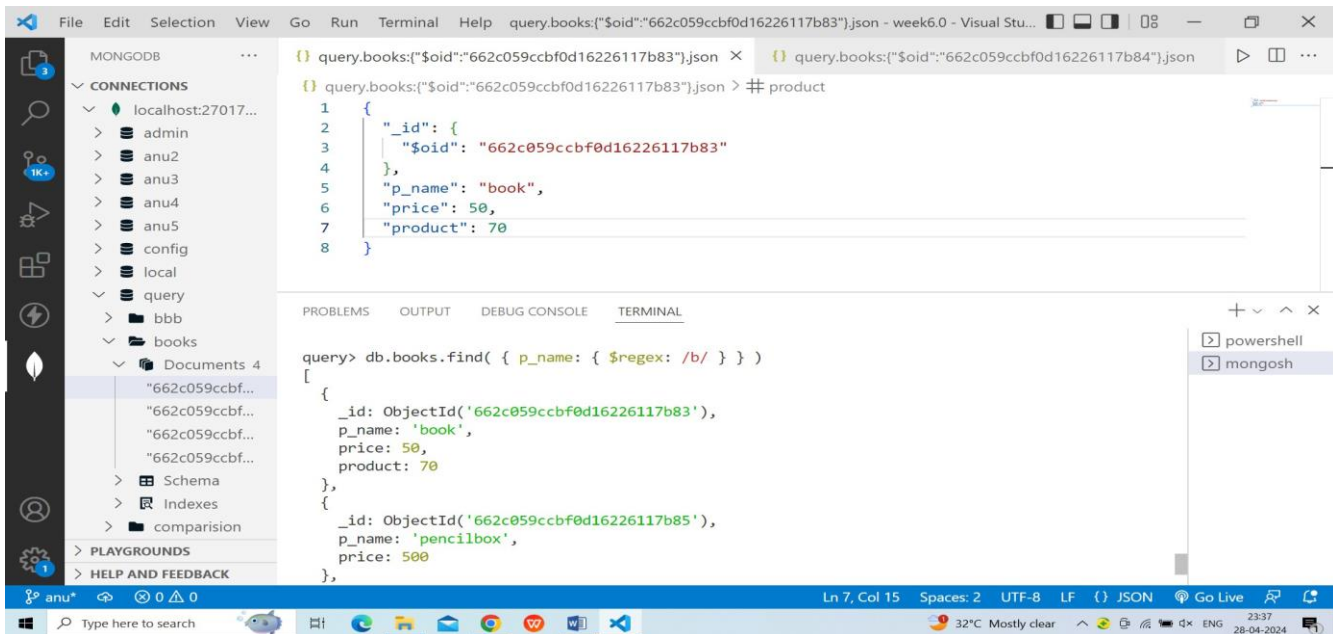 File Edit Selection View Go Run Terminal Help query.books:{"$oid":"662c059ccbf0d16226117b83"}.json - week6.0 - Visual Stu...
MONGODB ...
3
1K+
1
CONNECTIONS
localhost:27017...
admin
anu2
anu3
anu4
anu5
config
local
query
bbb
books
Documents 4
"662c059ccbf...
"662c059ccbf...
"662c059ccbf...
"662c059ccbf...
Schema
Indexes
comparision
PLAYGROUNDS
HELP AND FEEDBACK
{} query.books:{"$oid":"662c059ccbf0d16226117b83"}.json {} query.books:{"$oid":"662c059ccbf0d16226117b84"}.json ...
{} query.books:{"$oid":"662c059ccbf0d16226117b83"}.json > # product
1 {
2 "_id": {
3 "$oid": "662c059ccbf0d16226117b83"
4 },
5 "p_name": "book",
6 "price": 50,
7 "product": 70
8 }
PROBLEMS OUTPUT DEBUG CONSOLE TERMINAL
query> db.books.find( { p_name: { $regex: /b/ } } )
[
{
_id: ObjectId('662c059ccbf0d16226117b83'),
p_name: 'book',
price: 50,
product: 70
},
{
_id: ObjectId('662c059ccbf0d16226117b85'),
p_name: 'pencilbox',
price: 500
},
powershell
mongosh
anu* 0 0 Ln 7, Col 15 Spaces: 2 UTF-8 LF {} JSON Go Live
Type here to search 32°C Mostly clear ENG 23:37
28-04-2024